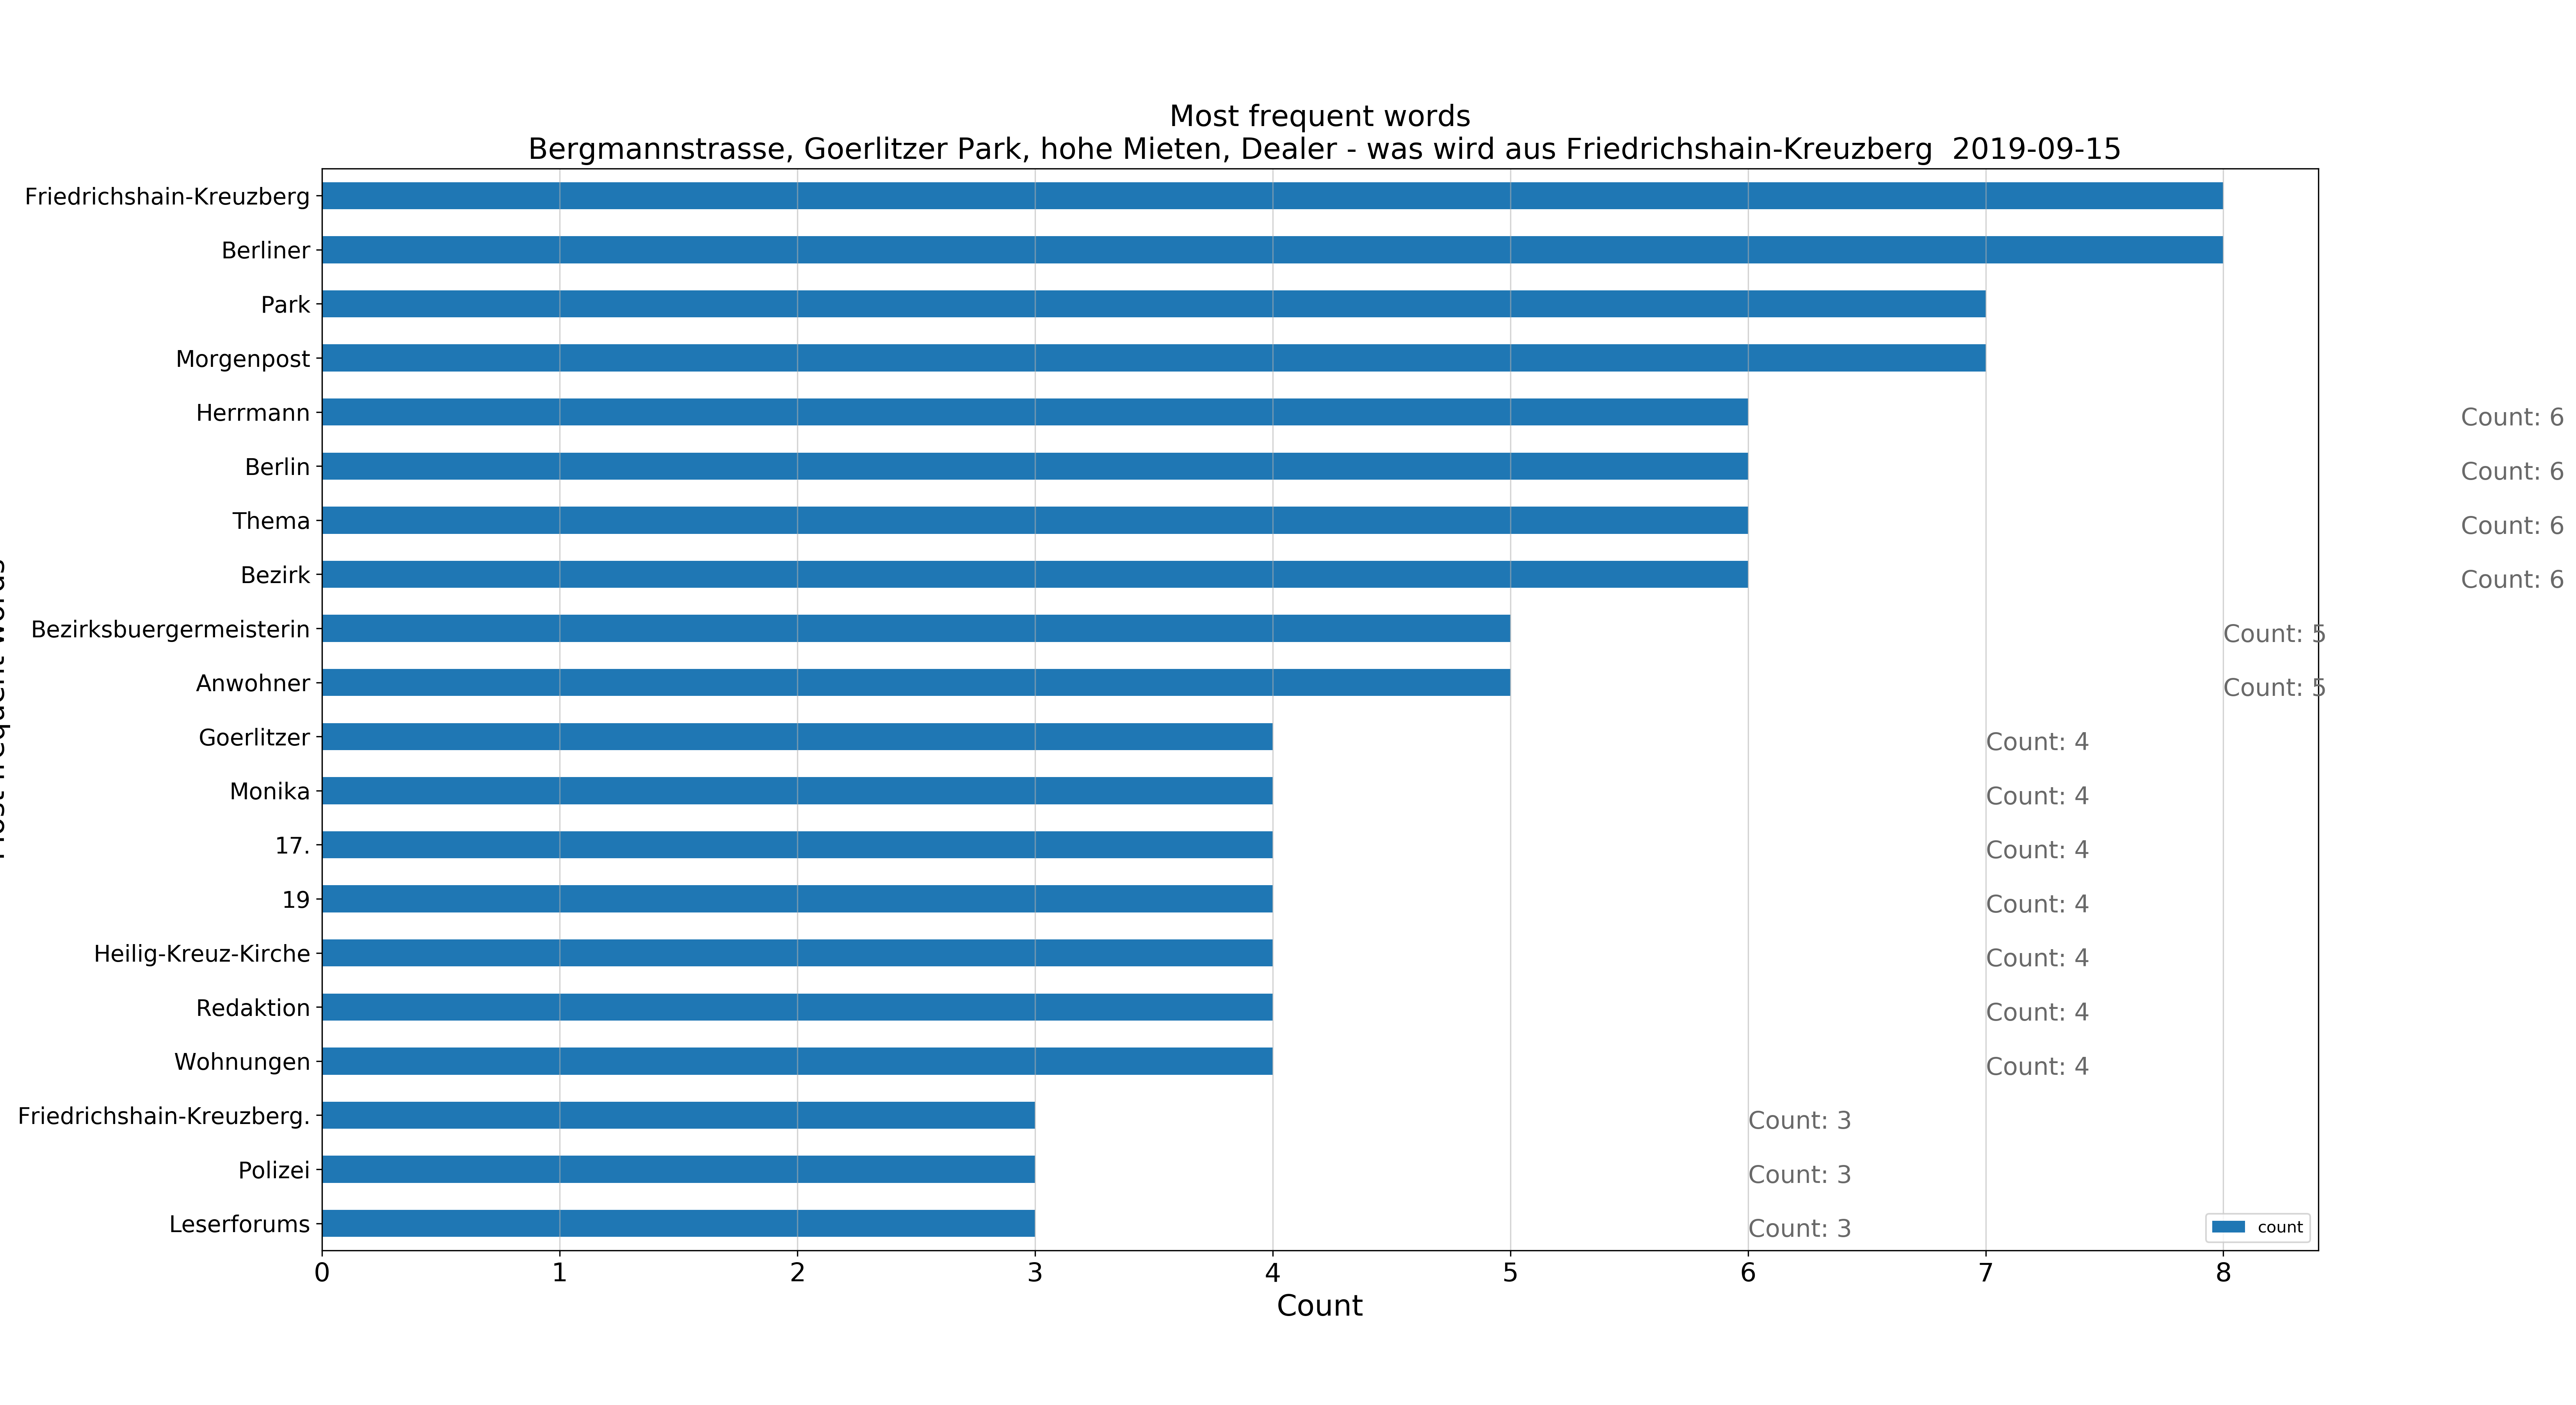 Most frequent words
Bergmannstrasse, Goerlitzer Park, hohe Mieten, Dealer - was wird aus Friedrichshain-Kreuzberg 2019-09-15
Friedrichshain-Kreuzberg
Berliner
Park
Morgenpost
Herrmann Count: 6
Berlin Count: 6
Thema Count: 6
Bezirk Count: 6
Bezirksbuergermeisterin Count: 5
Anwohner Count: 5
Goerlitzer Count: 4
Monika Count: 4
17. Count: 4
19 Count: 4
Heilig-Kreuz-Kirche Count: 4
Redaktion Count: 4
Wohnungen Count: 4
Friedrichshain-Kreuzberg. Count: 3
Polizei Count: 3
Leserforums Count: 3
count
0 1 2 3 4 5 6 7 8
Count